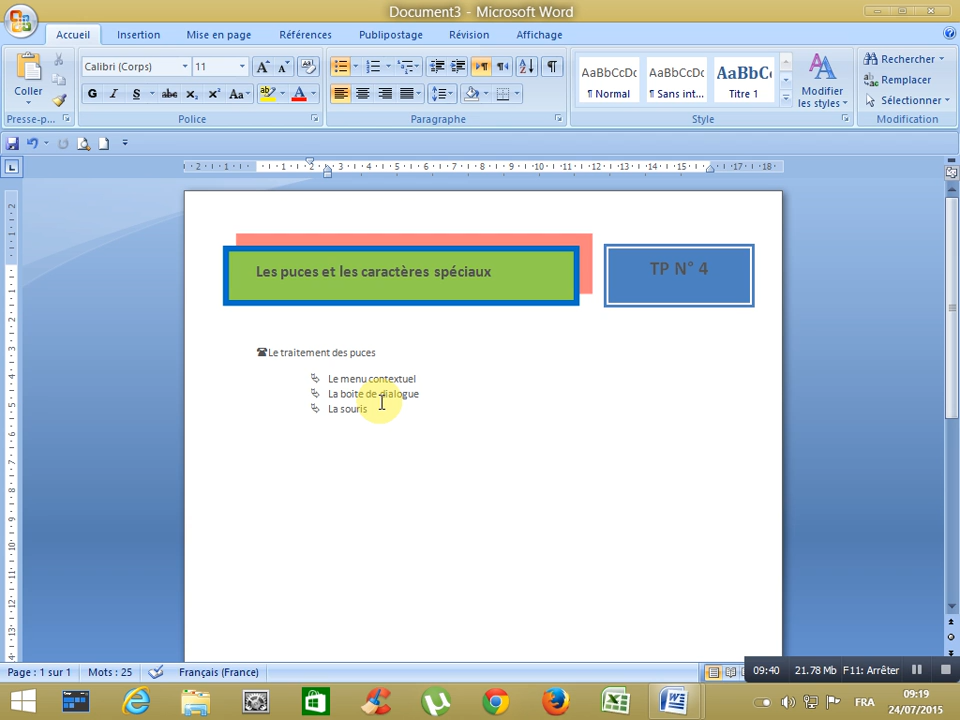 Document3 - Microsoft Word
Accueil Insertion Mise en page Références Publipostage Révision Affichage
Coller
Presse-p...
Calibri (Corps) 11
Police
Paragraphe
AaBbCcDc AaBbCcDc AaBbC
¶ Normal ¶ Sans int... Titre 1
Style
Modifier
les styles
Rechercher
Remplacer
Sélectionner
Modification
Les puces et les caractères spéciaux
TP N° 4
Le traitement des puces
Le menu contextuel
La boite de dialogue
La souris
Page : 1 sur 1 Mots : 25 Français (France)
09:40 21.78 Mb F11: Arrêter
FRA
09:19
24/07/2015